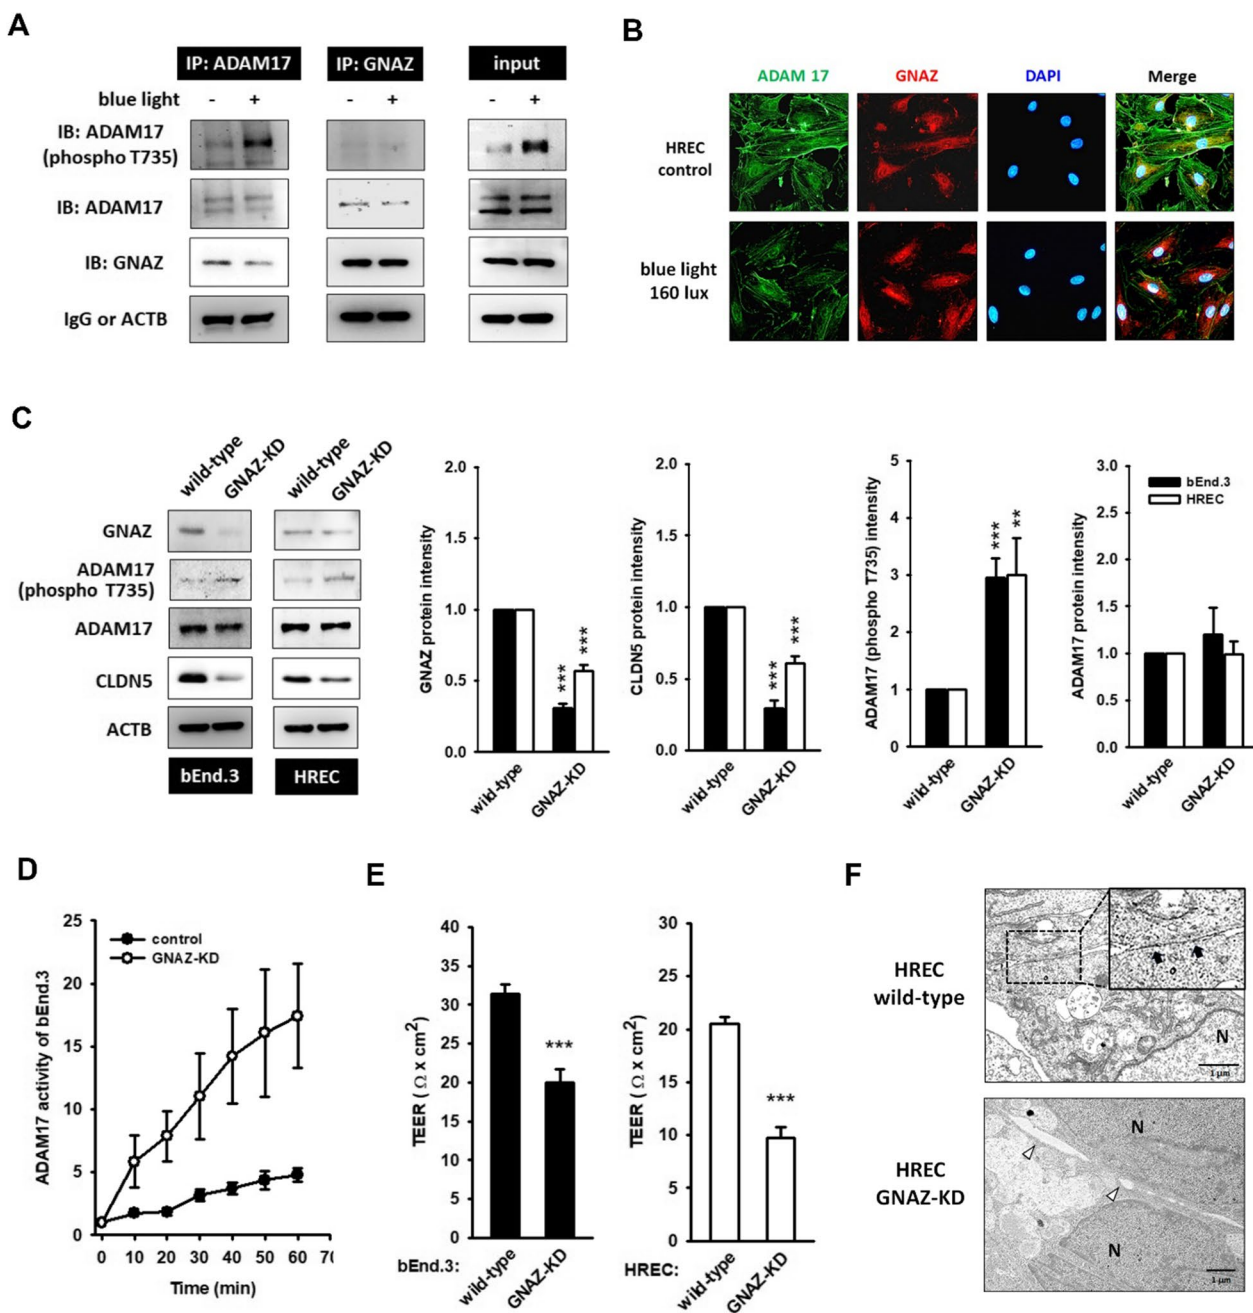 A
IP: ADAM17
IP: GNAZ
input
blue light
- +
- +
- +
IB: ADAM17
(phospho T735)
IB: ADAM17
IB: GNAZ
IgG or ACTB
B
ADAM 17
GNAZ
DAPI
Merge
HREC
control
blue light
160 lux
C
wild-type
GNAZ-KD
wild-type
GNAZ-KD
GNAZ
ADAM17
(phospho T735)
ADAM17
CLDN5
ACTB
bEnd.3
HREC
GNAZ protein intensity
2.0
1.5
1.0
0.5
0.0
***
***
wild-type
GNAZ-KD
CLDN5 protein intensity
2.0
1.5
1.0
0.5
0.0
***
***
wild-type
GNAZ-KD
ADAM17 (phospho T735) intensity
5
4
3
2
1
0
***
**
wild-type
GNAZ-KD
ADAM17 protein intensity
3.0
2.5
2.0
1.5
1.0
0.5
0.0
bEnd.3
HREC
wild-type
GNAZ-KD
D
ADAM17 activity of bEnd.3
25
20
15
10
5
0
control
GNAZ-KD
0 10 20 30 40 50 60 70
Time (min)
E
TEER ( Ω x cm2)
40
35
30
25
20
15
10
5
0
***
bEnd.3:
wild-type
GNAZ-KD
TEER ( Ω x cm2)
30
25
20
15
10
5
0
***
HREC:
wild-type
GNAZ-KD
F
HREC
wild-type
N
1 µm
HREC
GNAZ-KD
N
N
1 µm